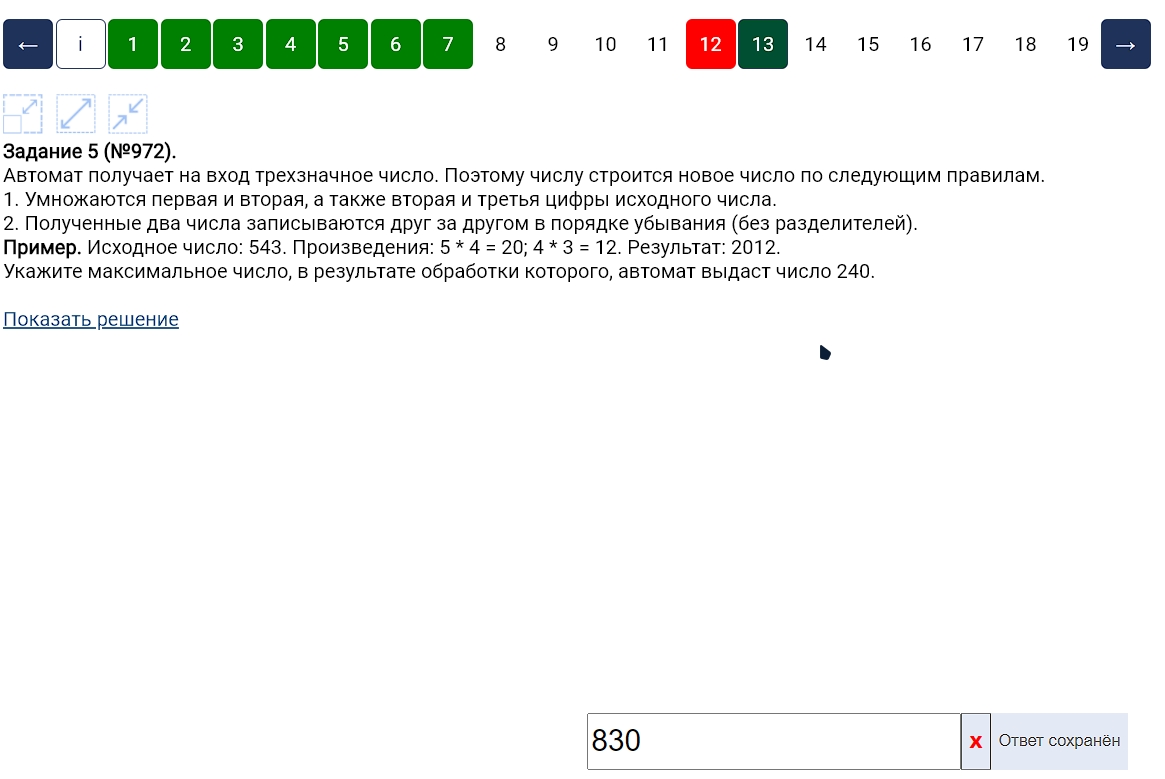 ← i 1 2 3 4 5 6 7 8 9 10 11 12 13 14 15 16 17 18 19 →
Задание 5 (№972).
Автомат получает на вход трехзначное число. Поэтому числу строится новое число по следующим правилам.
1. Умножаются первая и вторая, а также вторая и третья цифры исходного числа.
2. Полученные два числа записываются друг за другом в порядке убывания (без разделителей).
Пример. Исходное число: 543. Произведения: 5 * 4 = 20; 4 * 3 = 12. Результат: 2012.
Укажите максимальное число, в результате обработки которого, автомат выдаст число 240.
Показать решение
830 x Ответ сохранён